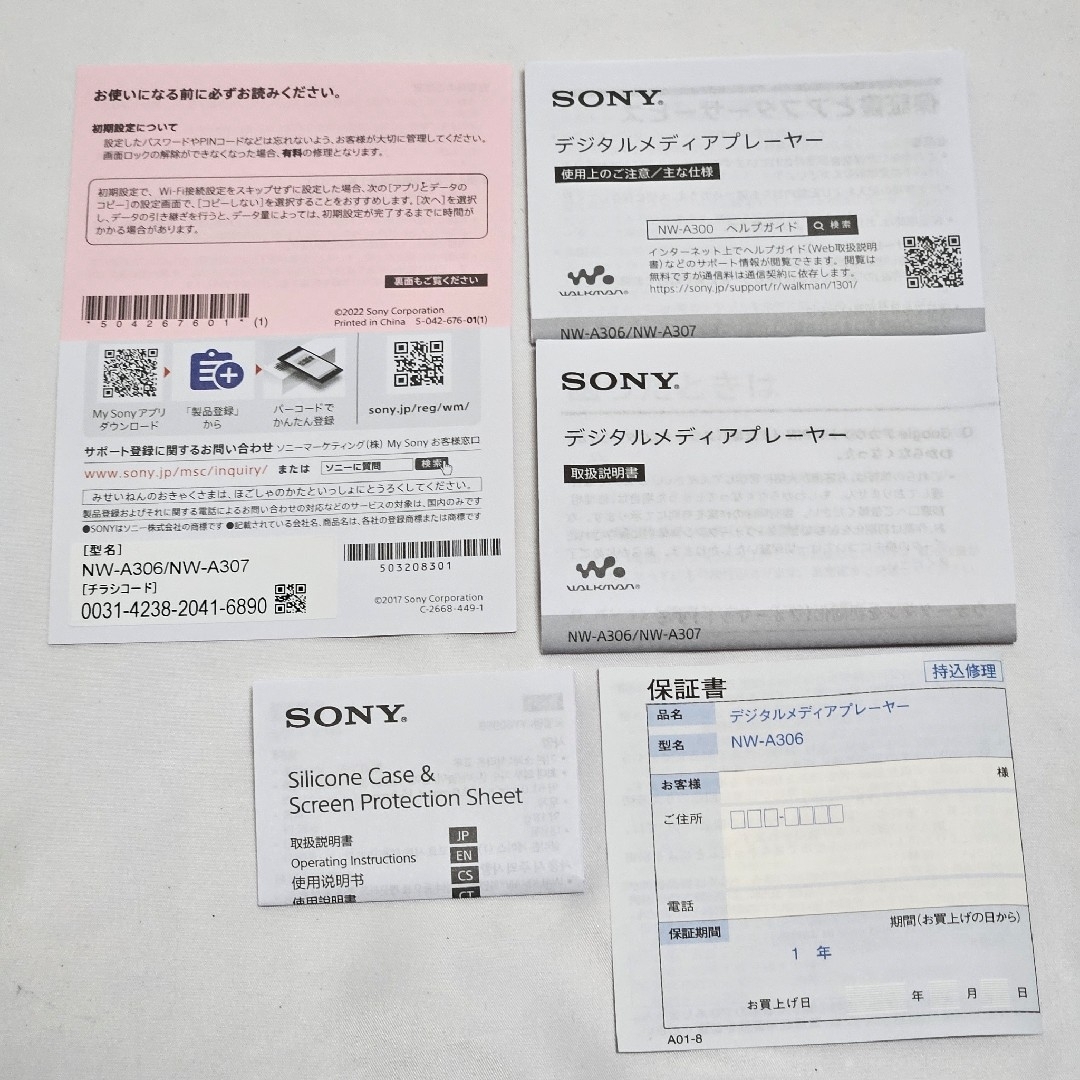 お使いになる前に必ずお読みください。
初期設定について
設定したパスワードやPINコードなどは忘れないよう、お客様が大切に管理してください。
画面ロックの解除ができなくなった場合、有料の修理となります。
初期設定で、Wi-Fi接続設定をスキップせずに設定した場合、次の[アプリとデータの
コピー]の設定画面で、[コピーしない]を選択することをおすすめします。[次へ]を選択
し、データの引き継ぎを行うと、データ量によっては、初期設定が完了するまでに時間が
かかる場合があります。
裏面もご覧ください
*504267601* (1)
©2022 Sony Corporation
Printed in China 5-042-676-01(1)
My Sony アプリ
ダウンロード
「製品登録」
から
バーコードで
かんたん登録
sony.jp/reg/wm/
サポート登録に関するお問い合わせ ソニーマーケティング(株) My Sony お客様窓口
www.sony.jp/msc/inquiry/ または ソニーに質問 検索
みせいねんのおきゃくさまは、ほごしゃのかたといっしょにとうろくしてください。
製品登録およびそれに関する電話によるお問い合わせの対応などのサービスの対象は、国内のみです
●SONYはソニー株式会社の商標です ●記載されている会社名、商品名は、各社の登録商標または商標です
[型名]
NW-A306/NW-A307
[チラシコード]
0031-4238-2041-6890
503208301
©2017 Sony Corporation
C-2668-449-1
SONY®
デジタルメディアプレーヤー
使用上のご注意/主な仕様
NW-A300 ヘルプガイド 検索
インターネット上でヘルプガイド(Web取扱説明
書)などのサポート情報が閲覧できます。閲覧は
無料ですが通信料は通信契約に依存します。
https://sony.jp/support/r/walkman/1301/
WALKMAN®
NW-A306/NW-A307
SONY®
デジタルメディアプレーヤー
取扱説明書
WALKMAN®
NW-A306/NW-A307
SONY®
Silicone Case &
Screen Protection Sheet
取扱説明書 JP
Operating Instructions EN
使用说明书 CS
使用說明書 CT
保証書
持込修理
品名 デジタルメディアプレーヤー
型名 NW-A306
お客様 様
ご住所
電話
保証期間 期間(お買上げの日から)
1 年
お買上げ日 年 月 日
A01-8